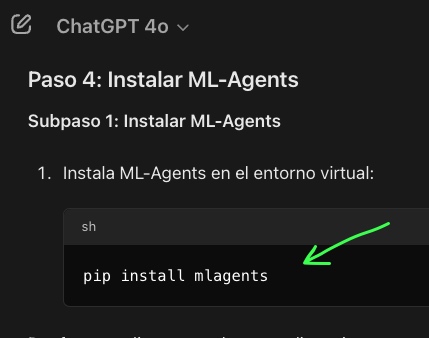 ChatGPT 4o
Paso 4: Instalar ML-Agents
Subpaso 1: Instalar ML-Agents
1. Instala ML-Agents en el entorno virtual:
sh
pip install mlagents